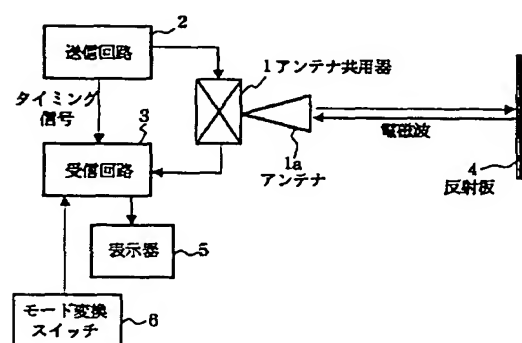 2
送信回路
1 アンテナ共用器
タイミング
信号
3
受信回路
電磁波
1a
アンテナ
4
反射板
表示器
5
モード変換
スイッチ
6